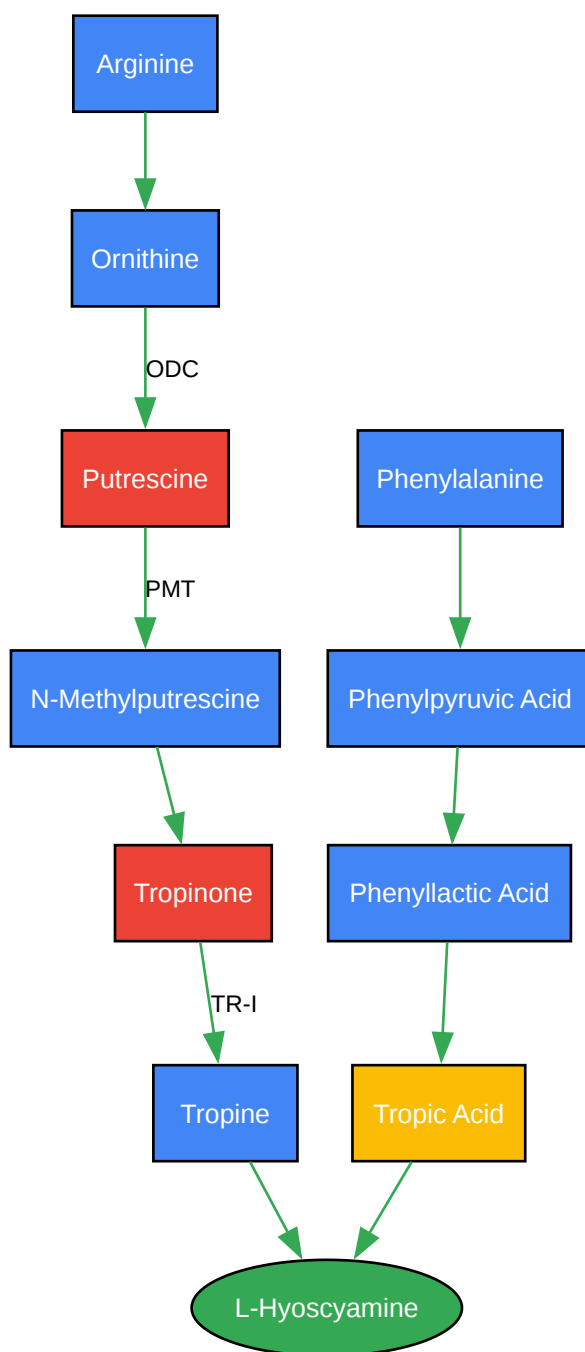 Arginine
Ornithine
ODC
Putrescine
Phenylalanine
PMT
N-Methylputrescine
Phenylpyruvic Acid
Tropinone
Phenyllactic Acid
TR-I
Tropine
Tropic Acid
L-Hyoscyamine